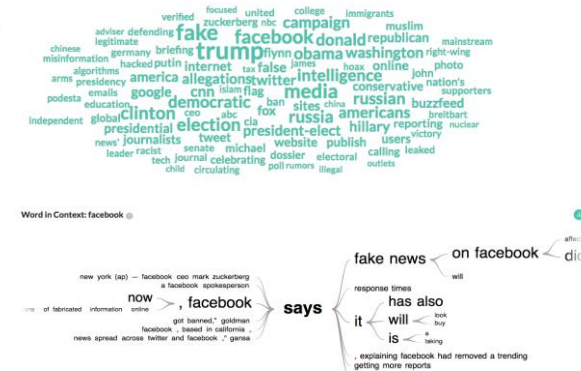 focused united college immigrants
verified zuckerberg nbc campaign muslim
adviser defending fake facebook donald republican mainstream
legitimate
chinese germany briefing trump flynn obama washington right-wing
misinformation hacked putin internet tax false james hoax online photo
algorithms
arms presidency america allegations twitter intelligence john nation's
emails google cnn islam flag media conservative supporters
podesta
education democratic ban sites china russian buzzfeed
independent global clinton ceo abc fox russia americans breitbart
presidential election cia president-elect hillary reporting nuclear
news' journalists tweet website publish users victory
leader racist senate michael calling leaked
tech journal celebrating dossier electoral
child circulating poll rumors illegal outlets
Word in Context: facebook
new york (ap) — facebook ceo mark zuckerberg
a facebook spokesperson
now
of fabricated information online
, facebook
got banned," goldman
facebook , based in california ,
news spread across twitter and facebook ," gansa
says
fake news
on facebook
will
response times
it
has also
will
look
buy
is
a
taking
, explaining facebook had removed a trending
getting more reports